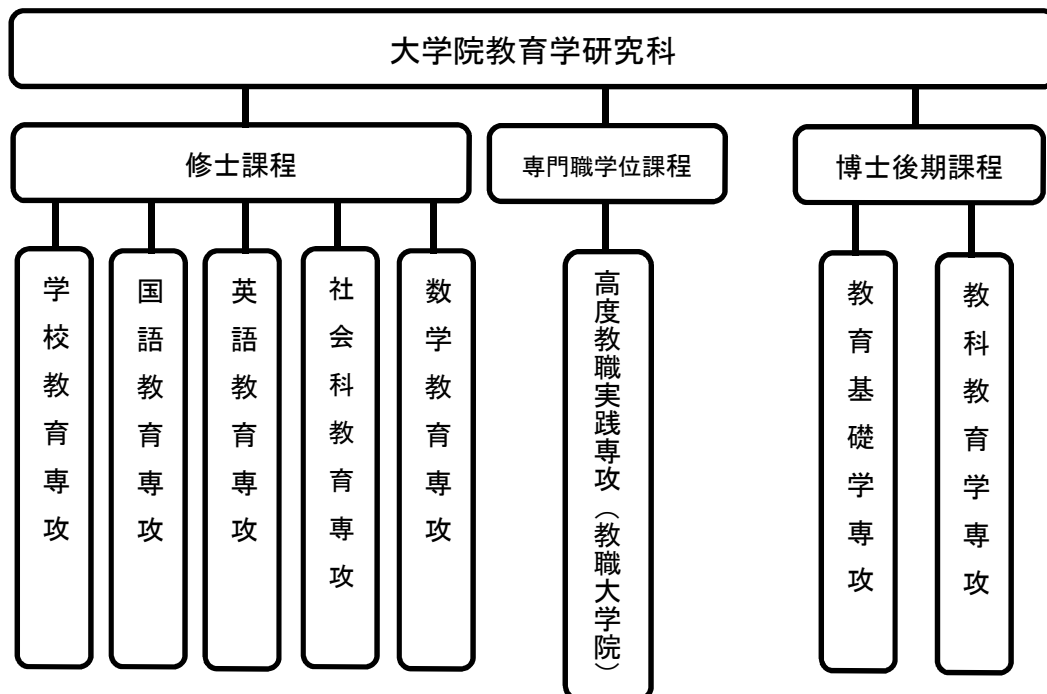 大学院教育学研究科
修士課程
専門職学位課程
博士後期課程
学校教育専攻
国語教育専攻
英語教育専攻
社会科教育専攻
数学教育専攻
高度教職実践専攻（教職大学院）
教育基礎学専攻
教科教育学専攻